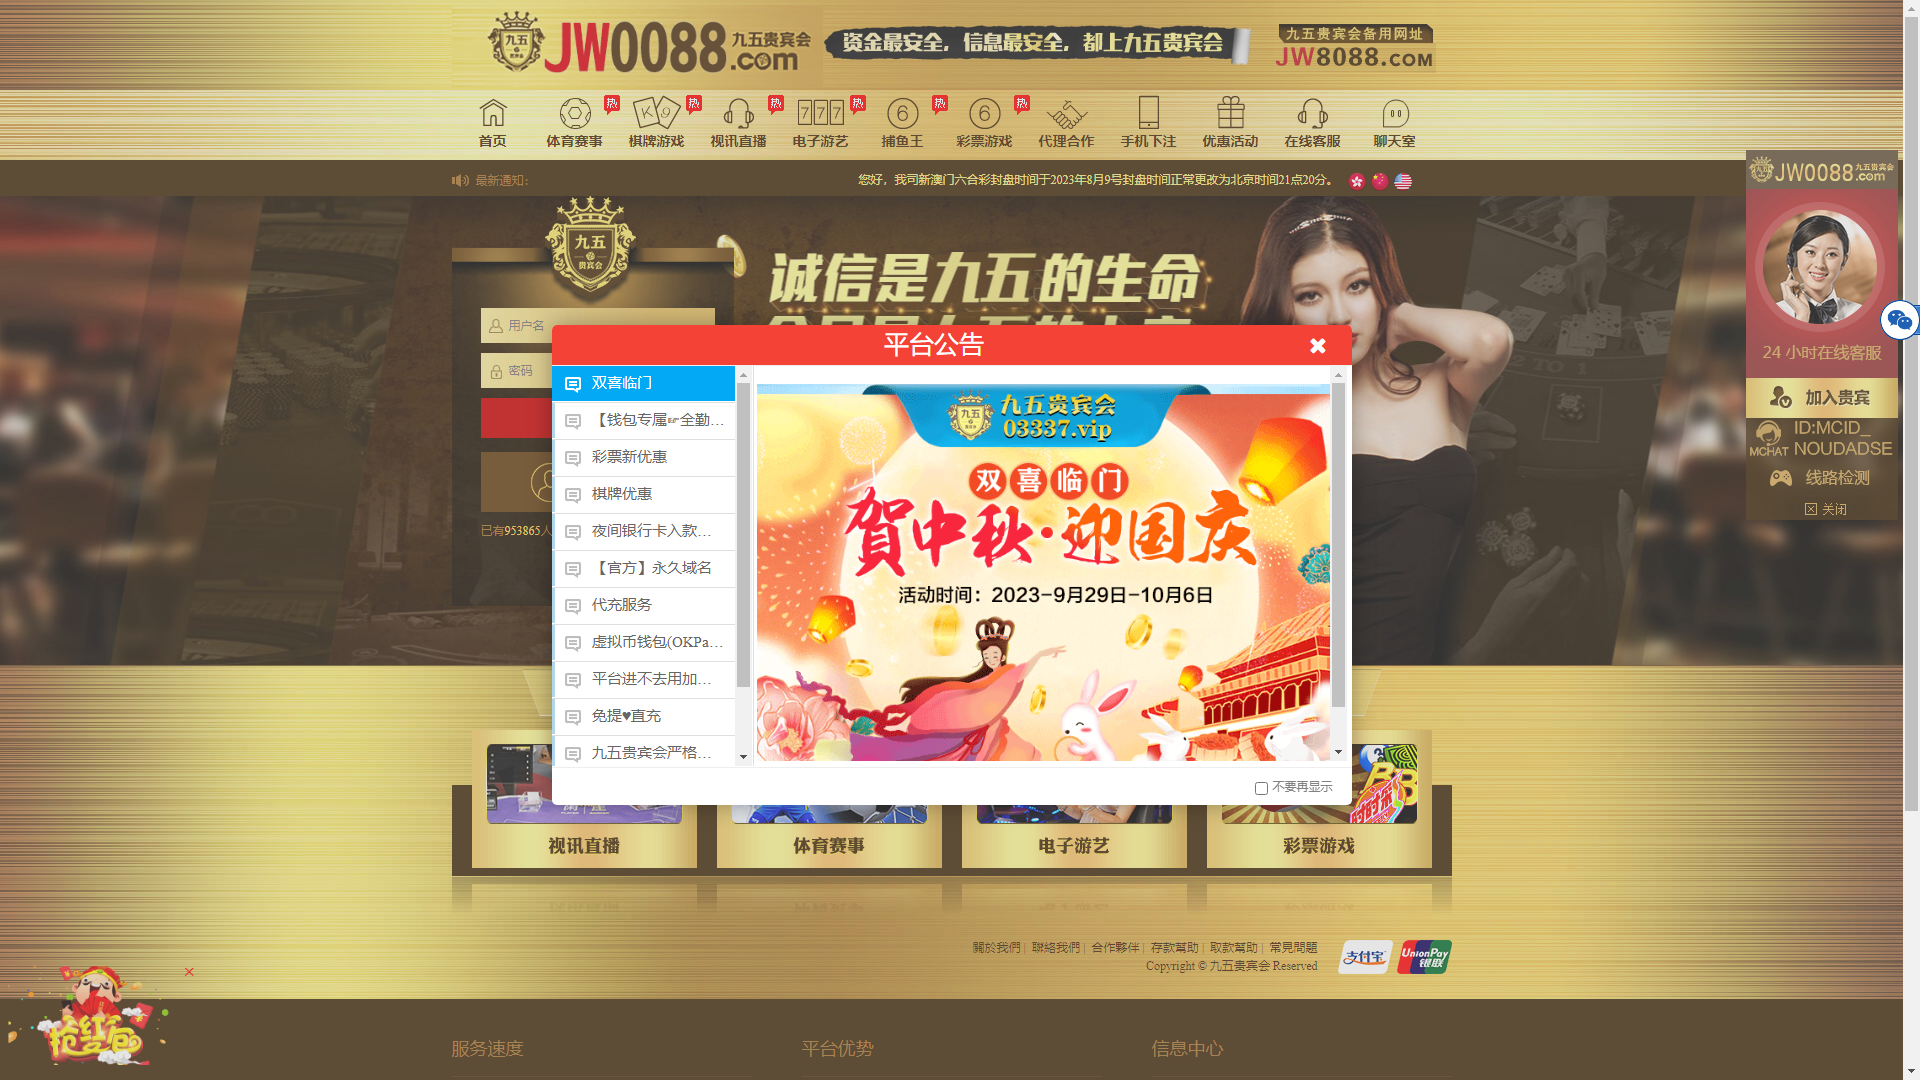 九五
JW0088.com
九五贵宾会
资金最安全，信息最安全，都上九五贵宾会
九五贵宾会备用网址
JW8088.COM
首页
体育赛事
热
棋牌游戏
热
视讯直播
热
电子游艺
热
捕鱼王
热
彩票游戏
热
代理合作
手机下注
优惠活动
在线客服
聊天室
最新通知：
您好，我司新澳门六合彩封盘时间于2023年8月9号封盘时间正常更改为北京时间21点20分。
九五
贵宾会
诚信是九五的生命
用户名
密码
已有953865人
平台公告
双喜临门
【钱包专属☞全勤...
彩票新优惠
棋牌优惠
夜间银行卡入款...
【官方】永久域名
代充服务
虚拟币钱包(OKPa...
平台进不去用加...
免提♥直充
九五贵宾会严格...
九五
九五贵宾会
03337.vip
双喜临门
賀中秋·迎国庆
活动时间：2023-9月29日-10月6日
不要再显示
JW0088.com
九五贵宾会
24 小时在线客服
加入贵宾
MCHAT
ID:MCID_
NOUDADSE
线路检测
关闭
视讯直播
体育赛事
电子游艺
彩票游戏
關於我們 | 聯絡我們 | 合作夥伴 | 存款幫助 | 取款幫助 | 常見問題
Copyright © 九五贵宾会 Reserved
支付宝
UnionPay
银联
抢红包
服务速度
平台优势
信息中心